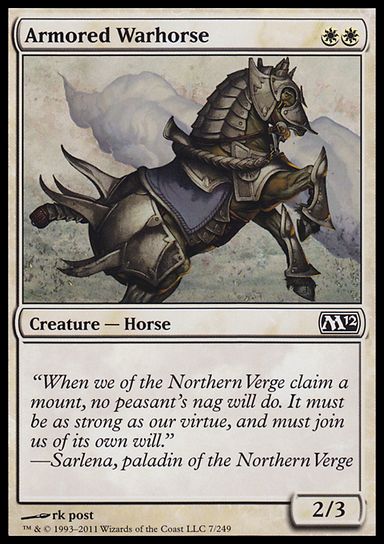 Armored Warhorse
Creature — Horse
M12
“When we of the Northern Verge claim a
mount, no peasant’s nag will do. It must
be as strong as our virtue, and must join
us of its own will.”
—Sarlena, paladin of the Northern Verge
rk post
2/3
™ & © 1993–2011 Wizards of the Coast LLC 7/249